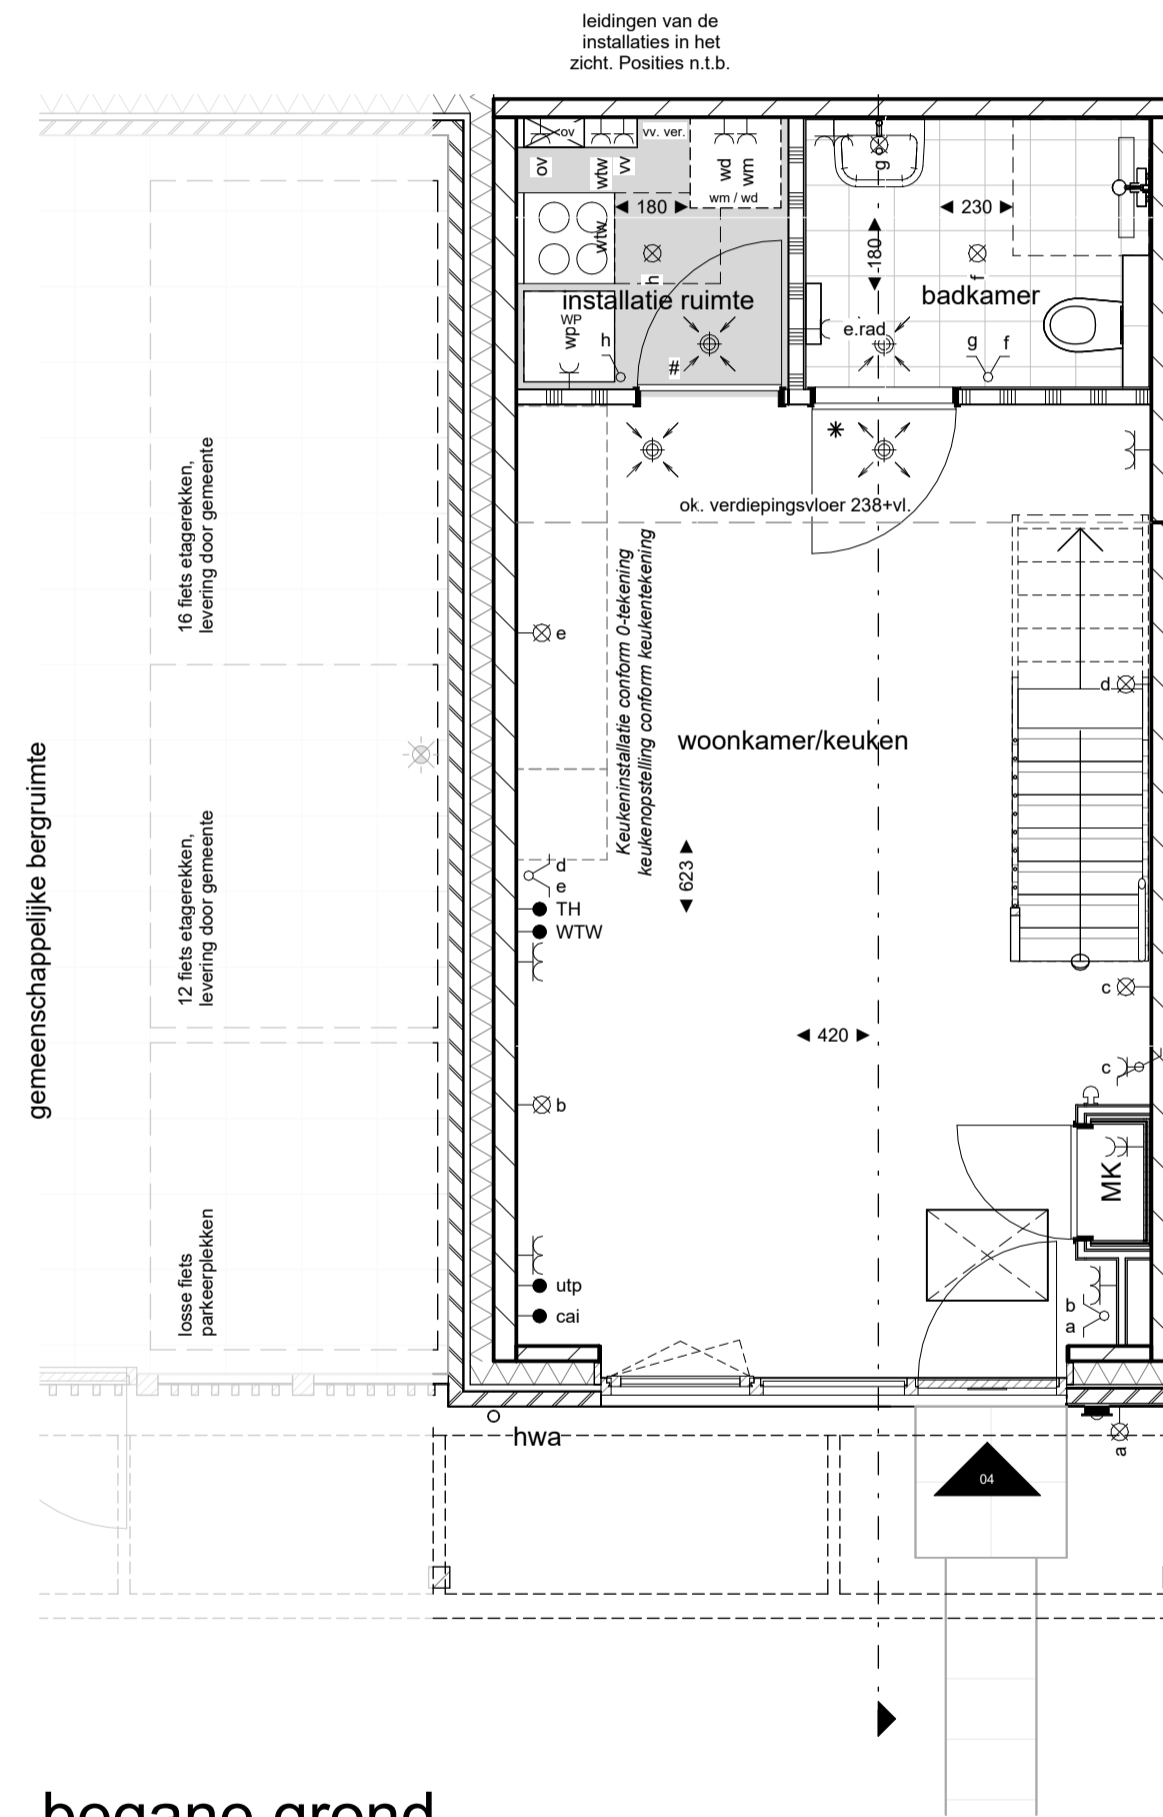 leidingen van de
installaties in het
zicht. Posities n.t.b.
ov
vv. ver.
ov
wtw
vv
wd
wm
wm / wd
g
180
wtw
230
180
h
f
installatie ruimte
badkamer
WP
wp
h
e.rad
g f
#
*
ok. verdiepingsvloer 238+vl.
16 fiets etagerekken,
levering door gemeente
Keukeninstallatie conform 0-tekening
keukenopstelling conform keukentekening
e
d
woonkamer/keuken
gemeenschappelijke bergruimte
12 fiets etagerekken,
levering door gemeente
d
e
TH
WTW
623
c
420
c
b
MK
losse fiets
parkeerplekken
utp
cai
b
a
hwa
a
04
begane grond